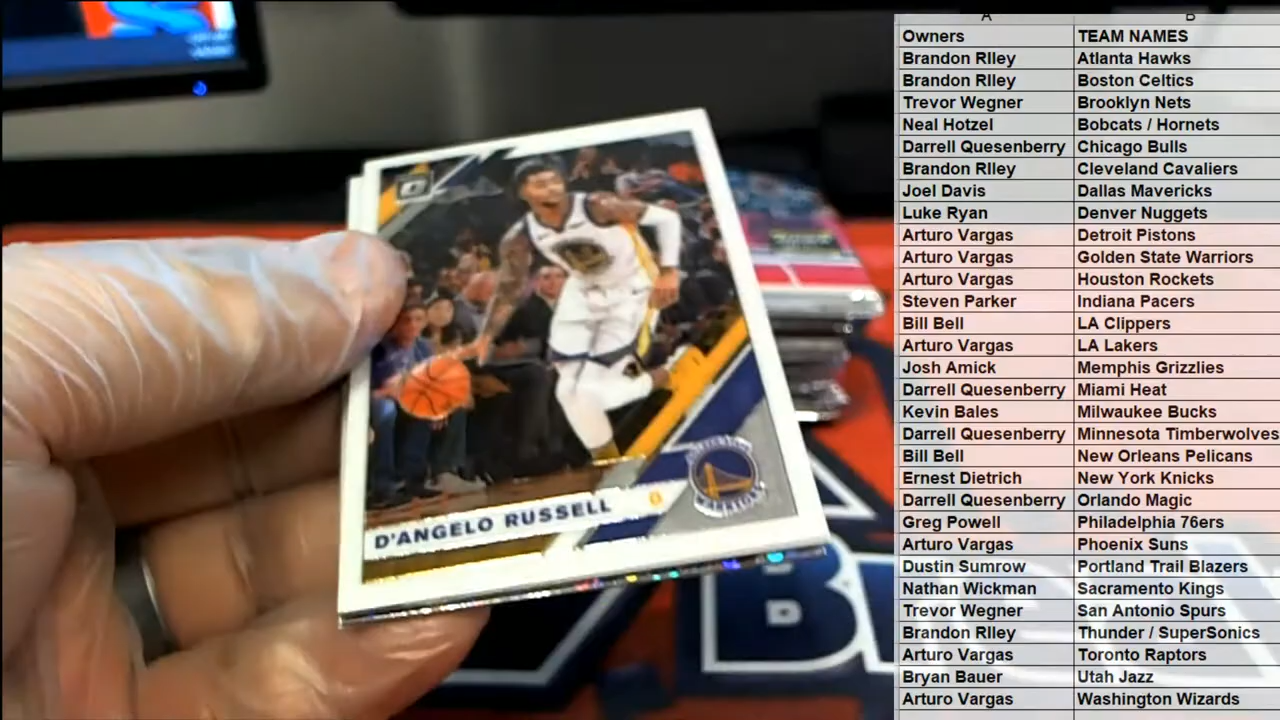 D'ANGELO RUSSELL 0
A B
Owners TEAM NAMES
Brandon RIley Atlanta Hawks
Brandon RIley Boston Celtics
Trevor Wegner Brooklyn Nets
Neal Hotzel Bobcats / Hornets
Darrell Quesenberry Chicago Bulls
Brandon RIley Cleveland Cavaliers
Joel Davis Dallas Mavericks
Luke Ryan Denver Nuggets
Arturo Vargas Detroit Pistons
Arturo Vargas Golden State Warriors
Arturo Vargas Houston Rockets
Steven Parker Indiana Pacers
Bill Bell LA Clippers
Arturo Vargas LA Lakers
Josh Amick Memphis Grizzlies
Darrell Quesenberry Miami Heat
Kevin Bales Milwaukee Bucks
Darrell Quesenberry Minnesota Timberwolves
Bill Bell New Orleans Pelicans
Ernest Dietrich New York Knicks
Darrell Quesenberry Orlando Magic
Greg Powell Philadelphia 76ers
Arturo Vargas Phoenix Suns
Dustin Sumrow Portland Trail Blazers
Nathan Wickman Sacramento Kings
Trevor Wegner San Antonio Spurs
Brandon RIley Thunder / SuperSonics
Arturo Vargas Toronto Raptors
Bryan Bauer Utah Jazz
Arturo Vargas Washington Wizards